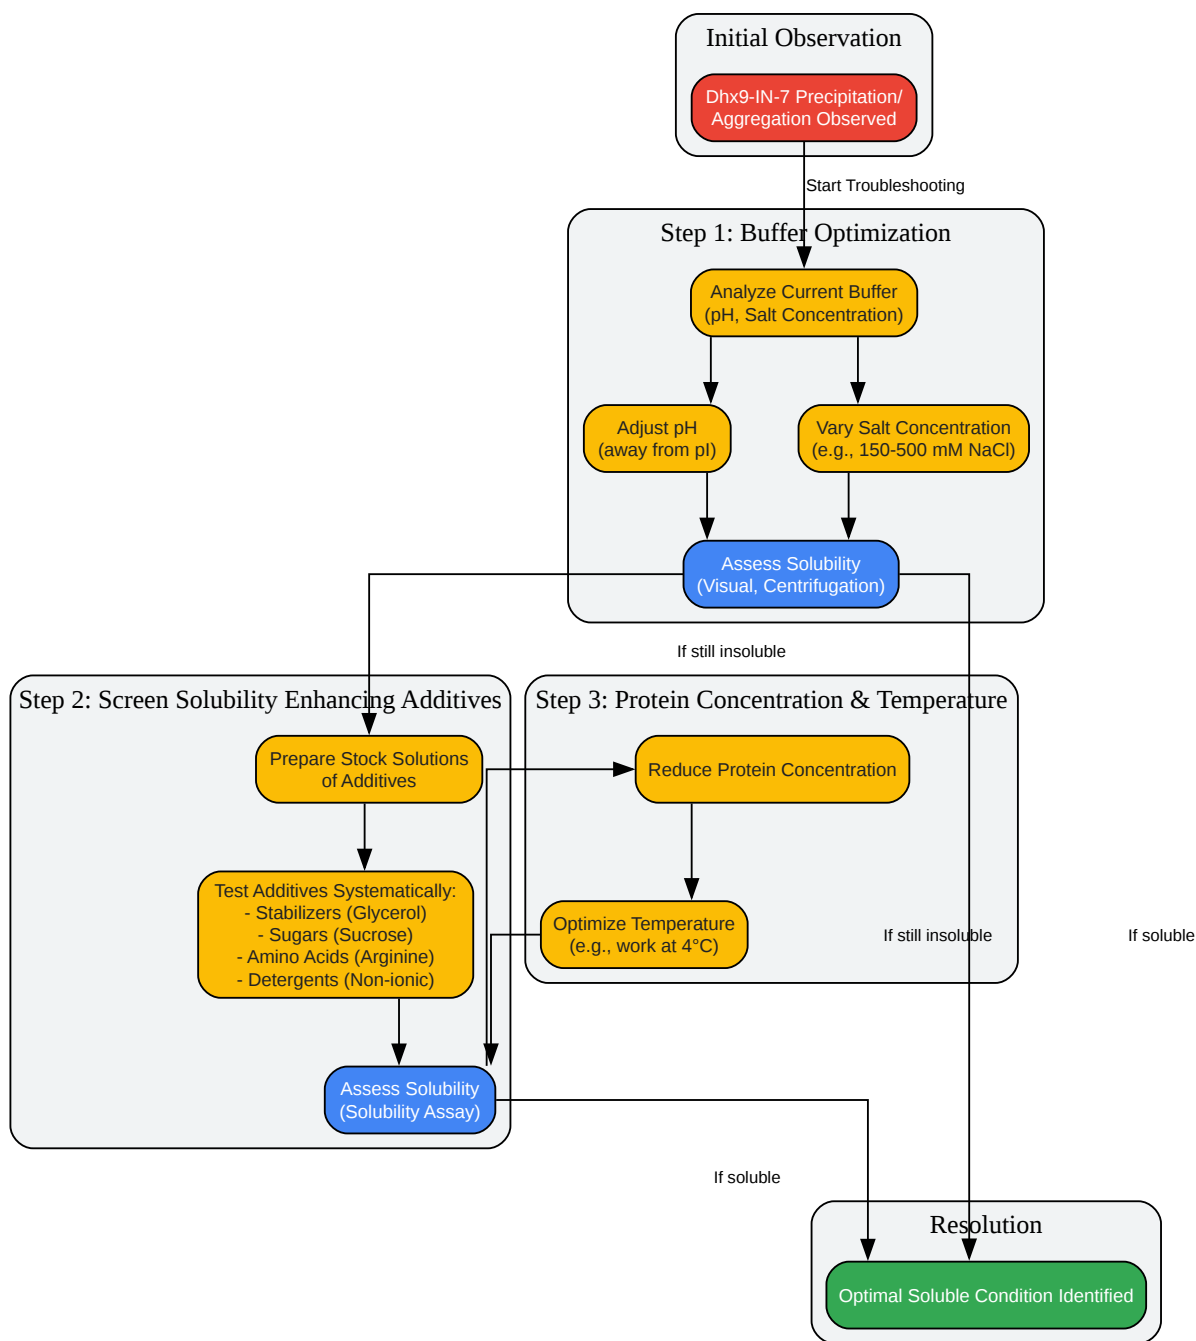 Initial Observation
Dhx9-IN-7 Precipitation/
Aggregation Observed
Start Troubleshooting
Step 1: Buffer Optimization
Analyze Current Buffer
(pH, Salt Concentration)
Adjust pH
(away from pI)
Vary Salt Concentration
(e.g., 150-500 mM NaCl)
Assess Solubility
(Visual, Centrifugation)
If still insoluble
Step 2: Screen Solubility Enhancing Additives
Prepare Stock Solutions
of Additives
Test Additives Systematically:
- Stabilizers (Glycerol)
- Sugars (Sucrose)
- Amino Acids (Arginine)
- Detergents (Non-ionic)
Assess Solubility
(Solubility Assay)
Step 3: Protein Concentration & Temperature
Reduce Protein Concentration
Optimize Temperature
(e.g., work at 4°C)
If still insoluble
If soluble
If soluble
Resolution
Optimal Soluble Condition Identified